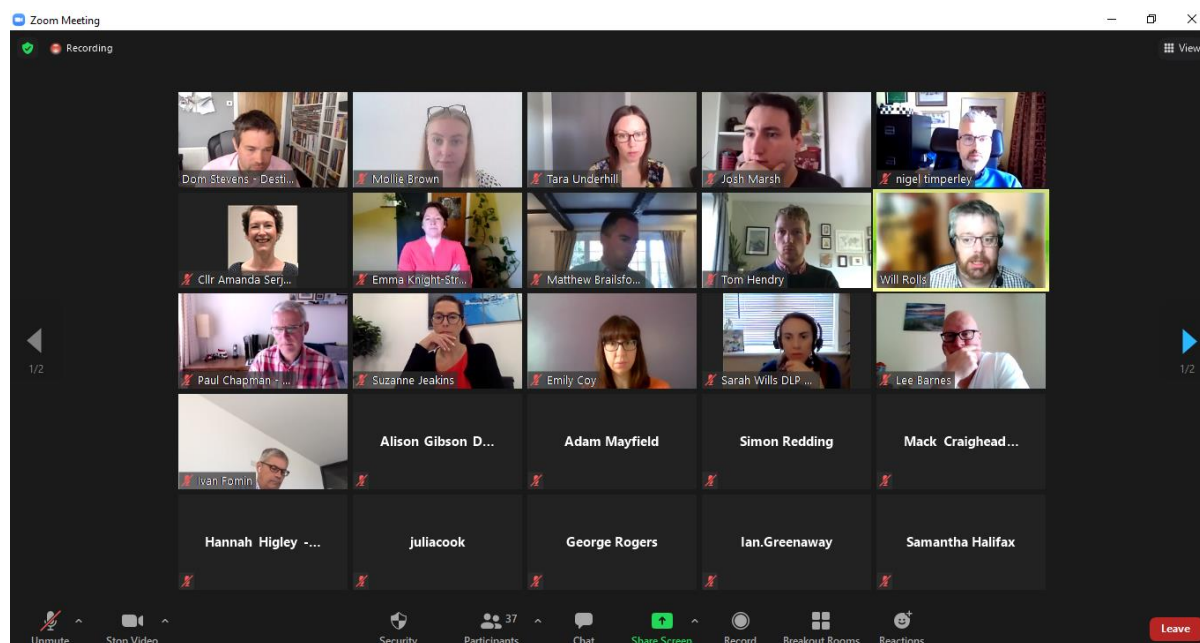 Zoom Meeting
Recording
View
Dom Stevens - Desti...
Mollie Brown
Tara Underhill
Josh Marsh
nigel timperley
Cllr Amanda Serj...
Emma Knight-Str...
Matthew Brailsfo...
Tom Hendry
Will Rolls
Paul Chapman - ...
Suzanne Jeakins
Emily Coy
Sarah Wills DLP ...
Lee Barnes
1/2
1/2
Ivan Fomin
Alison Gibson D...
Adam Mayfield
Simon Redding
Mack Craighead...
Hannah Higley -...
juliacook
George Rogers
Ian.Greenaway
Samantha Halifax
Unmute
Stop Video
Security
Participants
37
Chat
Share Screen
Record
Breakout Rooms
Reactions
Leave